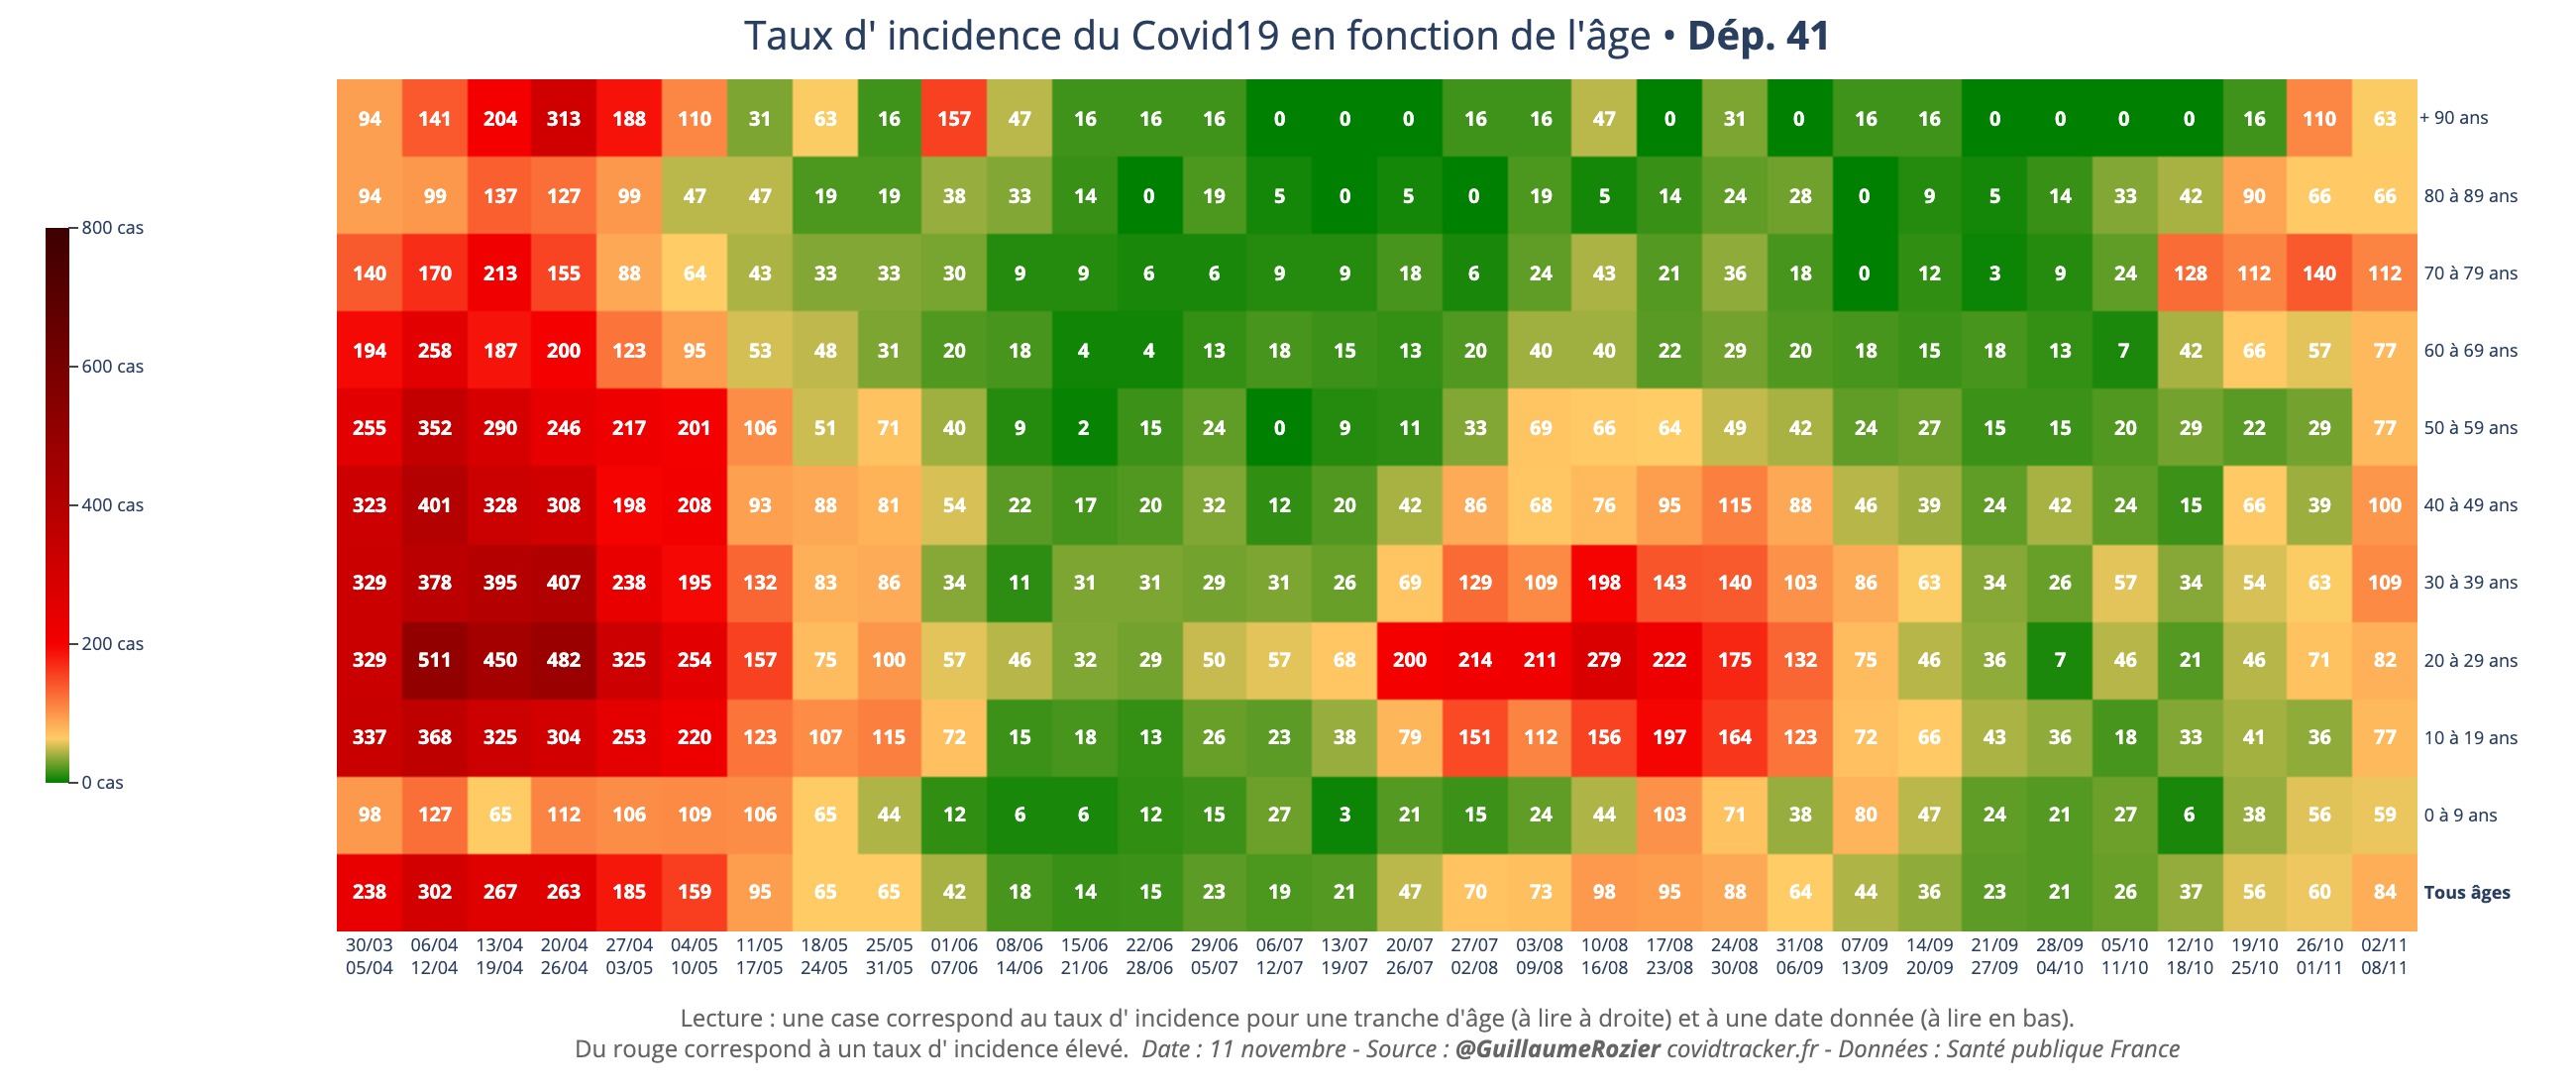 Taux d' incidence du Covid19 en fonction de l'âge • Dép. 41
94 141 204 313 188 110 31 63 16 157 47 16 16 16 0 0 0 16 16 47 0 31 0 16 16 0 0 0 0 16 110 63 + 90 ans
94 99 137 127 99 47 47 19 19 38 33 14 0 19 5 0 5 0 19 5 14 24 28 0 9 5 14 33 42 90 66 66 80 à 89 ans
800 cas
140 170 213 155 88 64 43 33 33 30 9 9 6 6 9 9 18 6 24 43 21 36 18 0 12 3 9 24 128 112 140 112 70 à 79 ans
194 258 187 200 123 95 53 48 31 20 18 4 4 13 18 15 13 20 40 40 22 29 20 18 15 18 13 7 42 66 57 77 60 à 69 ans
600 cas
255 352 290 246 217 201 106 51 71 40 9 2 15 24 0 9 11 33 69 66 64 49 42 24 27 15 15 20 29 22 29 77 50 à 59 ans
400 cas
323 401 328 308 198 208 93 88 81 54 22 17 20 32 12 20 42 86 68 76 95 115 88 46 39 24 42 24 15 66 39 100 40 à 49 ans
329 378 395 407 238 195 132 83 86 34 11 31 31 29 31 26 69 129 109 198 143 140 103 86 63 34 26 57 34 54 63 109 30 à 39 ans
200 cas
329 511 450 482 325 254 157 75 100 57 46 32 29 50 57 68 200 214 211 279 222 175 132 75 46 36 7 46 21 46 71 82 20 à 29 ans
337 368 325 304 253 220 123 107 115 72 15 18 13 26 23 38 79 151 112 156 197 164 123 72 66 43 36 18 33 41 36 77 10 à 19 ans
0 cas
98 127 65 112 106 109 106 65 44 12 6 6 12 15 27 3 21 15 24 44 103 71 38 80 47 24 21 27 6 38 56 59 0 à 9 ans
238 302 267 263 185 159 95 65 65 42 18 14 15 23 19 21 47 70 73 98 95 88 64 44 36 23 21 26 37 56 60 84 Tous âges
30/03 06/04 13/04 20/04 27/04 04/05 11/05 18/05 25/05 01/06 08/06 15/06 22/06 29/06 06/07 13/07 20/07 27/07 03/08 10/08 17/08 24/08 31/08 07/09 14/09 21/09 28/09 05/10 12/10 19/10 26/10 02/11
05/04 12/04 19/04 26/04 03/05 10/05 17/05 24/05 31/05 07/06 14/06 21/06 28/06 05/07 12/07 19/07 26/07 02/08 09/08 16/08 23/08 30/08 06/09 13/09 20/09 27/09 04/10 11/10 18/10 25/10 01/11 08/11
Lecture : une case correspond au taux d' incidence pour une tranche d'âge (à lire à droite) et à une date donnée (à lire en bas).
Du rouge correspond à un taux d' incidence élevé. Date : 11 novembre - Source : @GuillaumeRozier covidtracker.fr - Données : Santé publique France